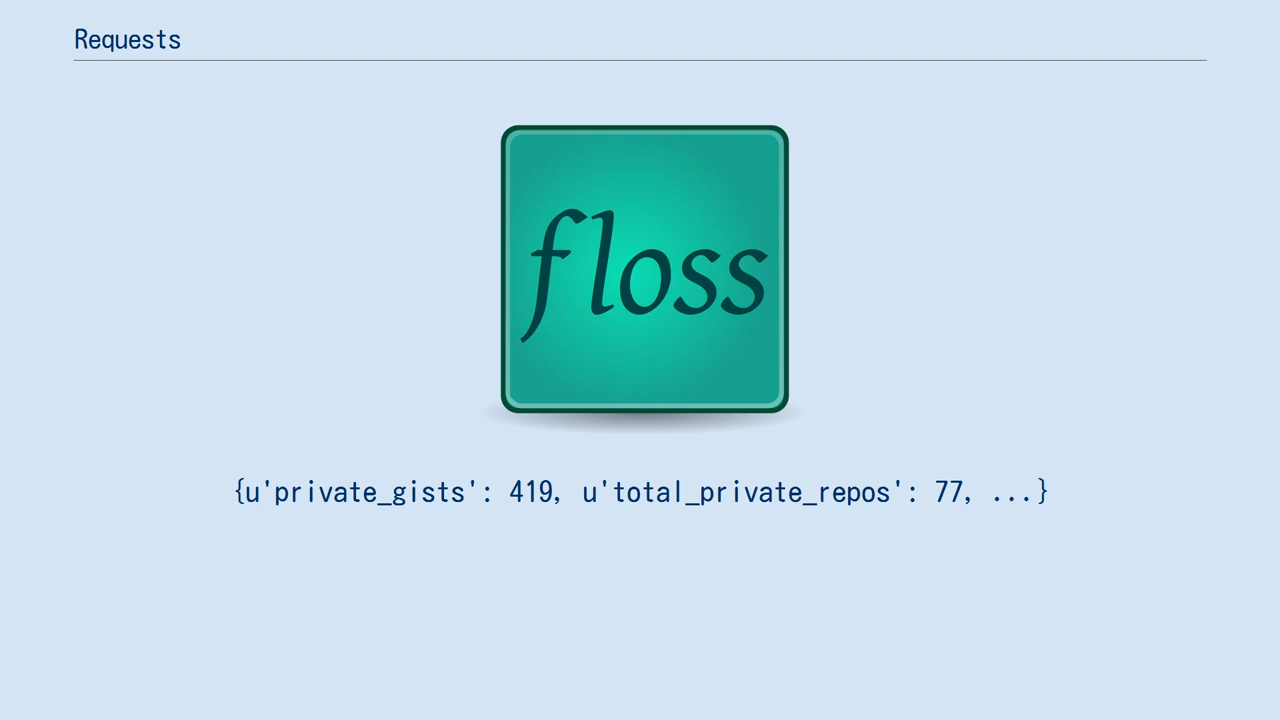 Requests
floss
{u'private_gists': 419, u'total_private_repos': 77, ...}